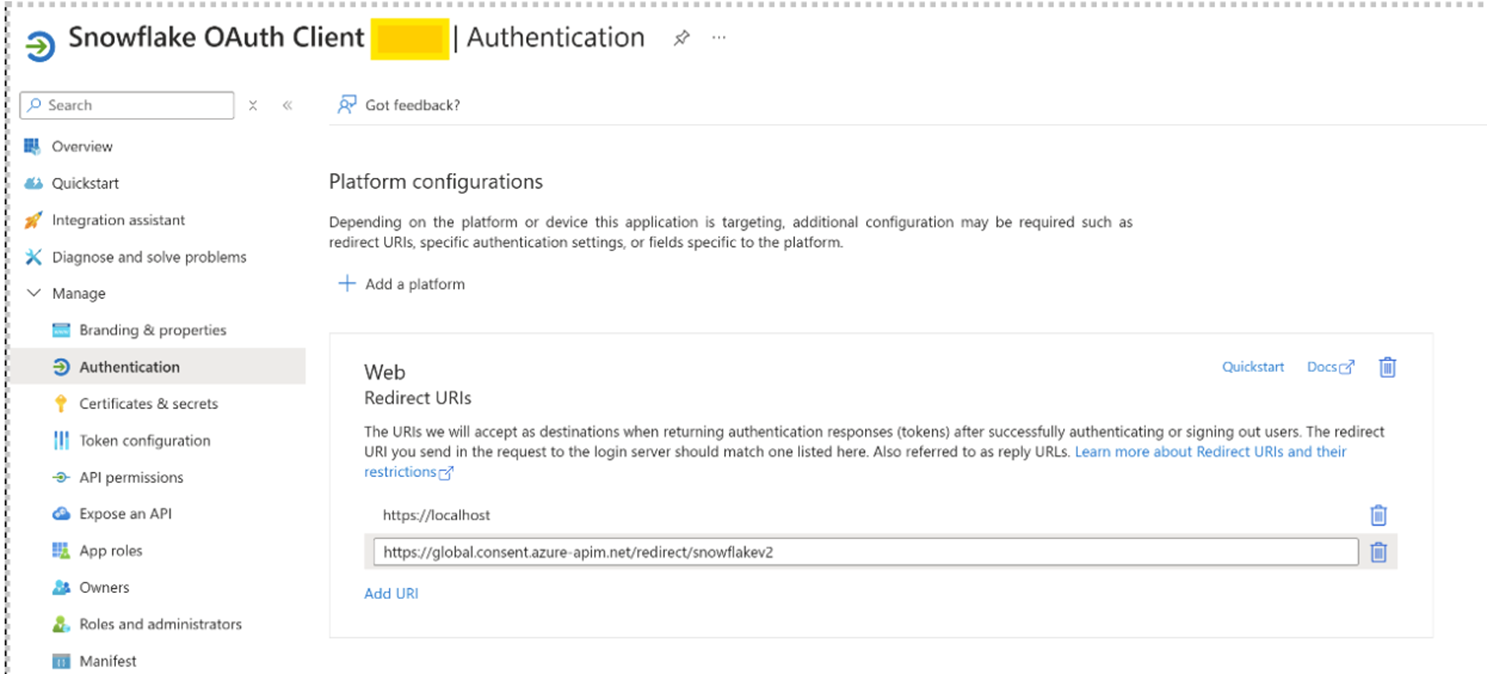 Snowflake OAuth Client | Authentication
Search
Got feedback?
Overview
Quickstart
Integration assistant
Diagnose and solve problems
Manage
Branding & properties
Authentication
Certificates & secrets
Token configuration
API permissions
Expose an API
App roles
Owners
Roles and administrators
Manifest
Platform configurations
Depending on the platform or device this application is targeting, additional configuration may be required such as
redirect URIs, specific authentication settings, or fields specific to the platform.
Add a platform
Web
Quickstart
Docs
Redirect URIs
The URIs we will accept as destinations when returning authentication responses (tokens) after successfully authenticating or signing out users. The redirect
URI you send in the request to the login server should match one listed here. Also referred to as reply URLs. Learn more about Redirect URIs and their
restrictions
https://localhost
https://global.consent.azure-apim.net/redirect/snowflakev2
Add URI